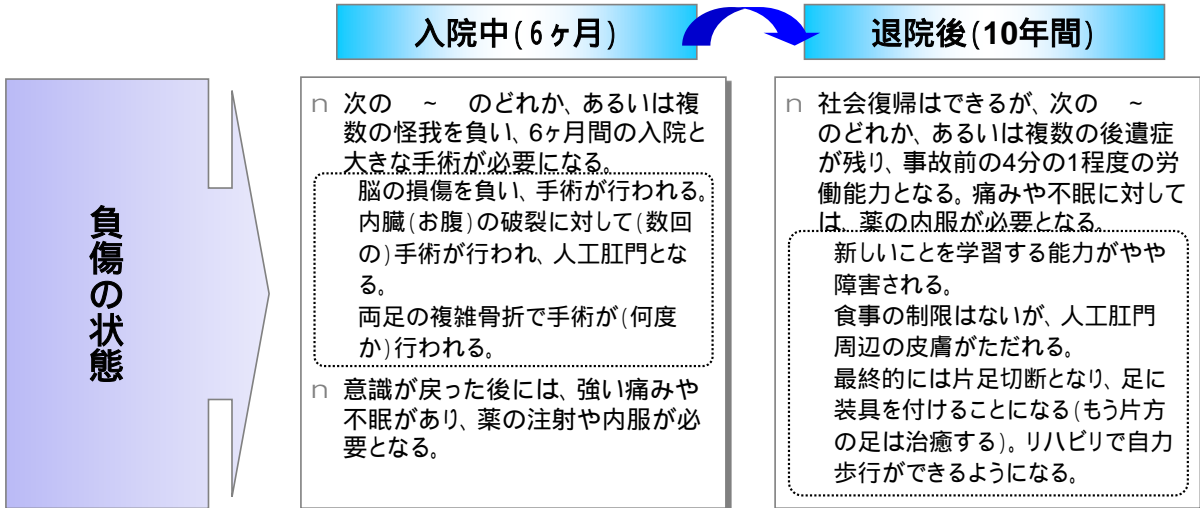 入院中(6ヶ月)
退院後(10年間)
負傷の状態
n 次の ~ のどれか、あるいは複
数の怪我を負い、6ヶ月間の入院と
大きな手術が必要になる。
脳の損傷を負い、手術が行われる。
内臓(お腹)の破裂に対して(数回
の)手術が行われ、人工肛門とな
る。
両足の複雑骨折で手術が(何度
か)行われる。
n 意識が戻った後には、強い痛みや
不眠があり、薬の注射や内服が必
要となる。
n 社会復帰はできるが、次の ~
のどれか、あるいは複数の後遺症
が残り、事故前の4分の1程度の労
働能力となる。痛みや不眠に対して
は、薬の内服が必要となる。
新しいことを学習する能力がやや
障害される。
食事の制限はないが、人工肛門
周辺の皮膚がただれる。
最終的には片足切断となり、足に
装具を付けることになる(もう片方
の足は治癒する)。リハビリで自力
歩行ができるようになる。